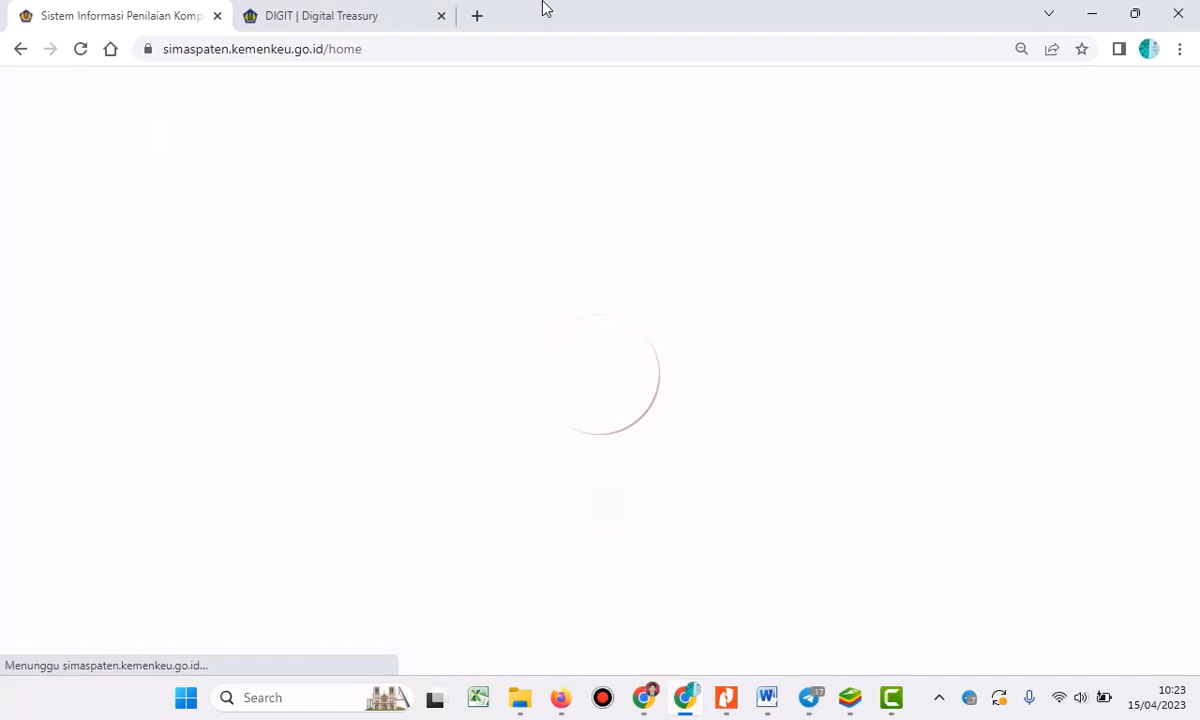 Sistem Informasi Penilaian Komp
DIGIT | Digital Treasury
simaspaten.kemenkeu.go.id/home
Menunggu simaspaten.kemenkeu.go.id...
Search
17
10:23
15/04/2023